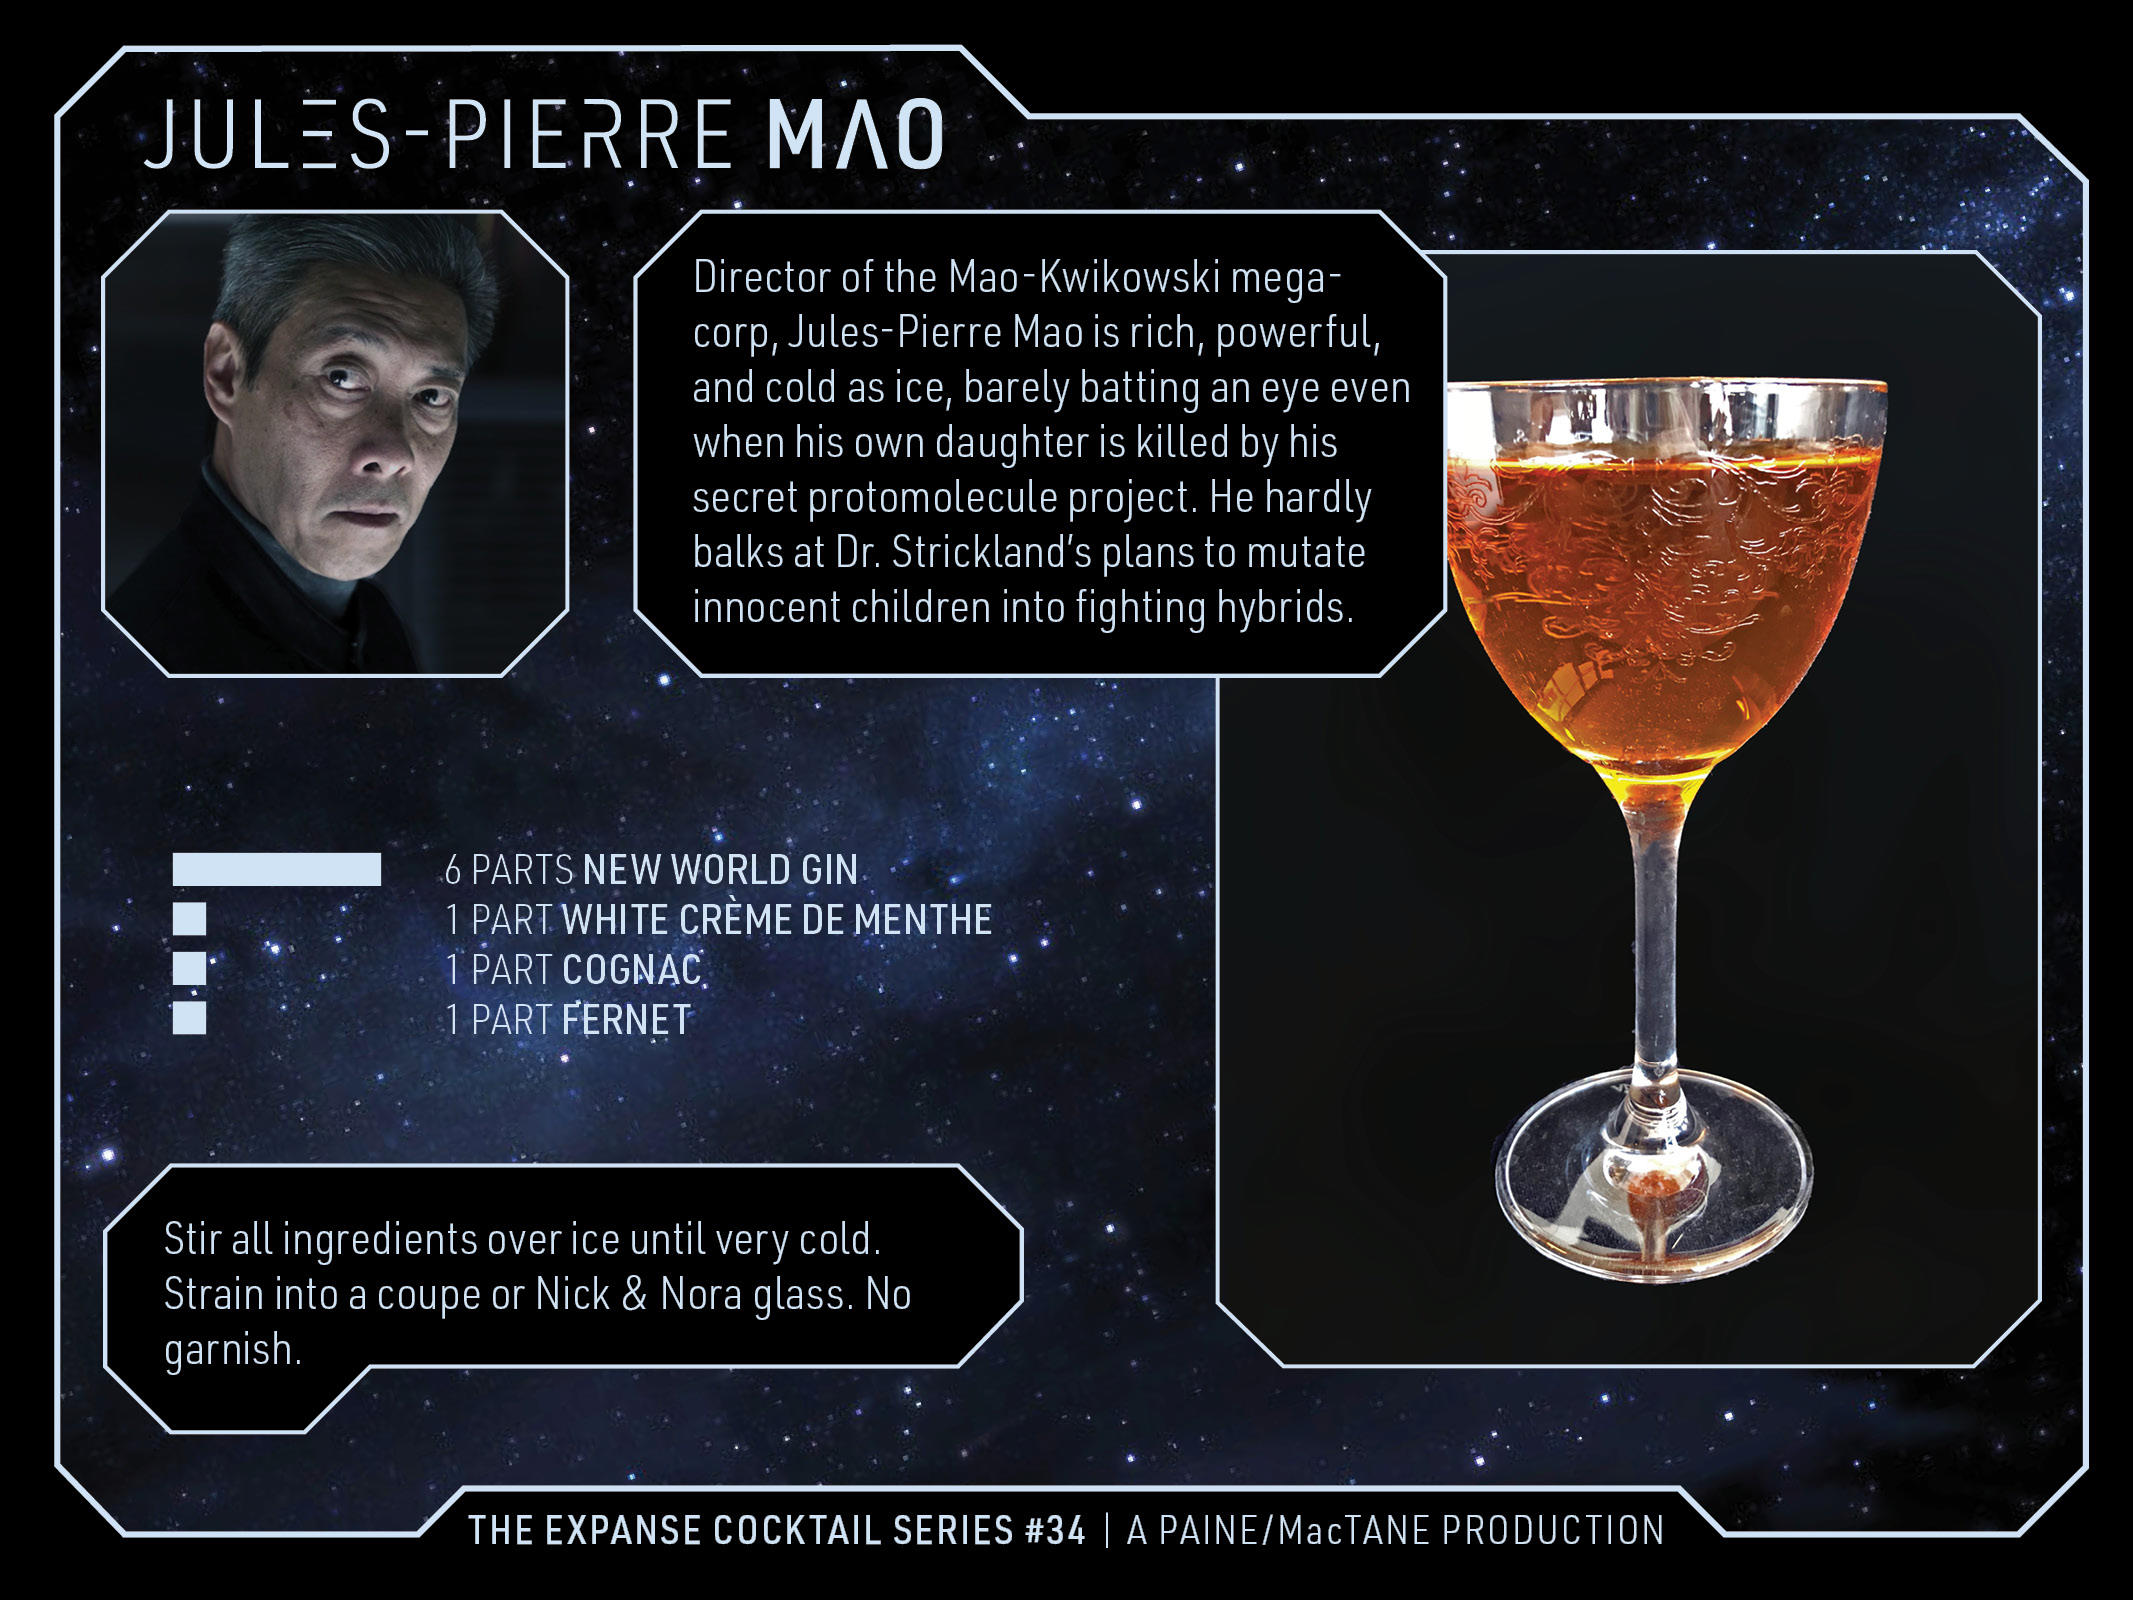 JULES-PIERRE MAO
Director of the Mao-Kwikowski mega-
corp, Jules-Pierre Mao is rich, powerful,
and cold as ice, barely batting an eye even
when his own daughter is killed by his
secret protomolecule project. He hardly
balks at Dr. Strickland's plans to mutate
innocent children into fighting hybrids.
6 PARTS NEW WORLD GIN
1 PART WHITE CRÈME DE MENTHE
1 PART COGNAC
1 PART FERNET
Stir all ingredients over ice until very cold.
Strain into a coupe or Nick & Nora glass. No
garnish.
THE EXPANSE COCKTAIL SERIES #34 | A PAINE/MacTANE PRODUCTION